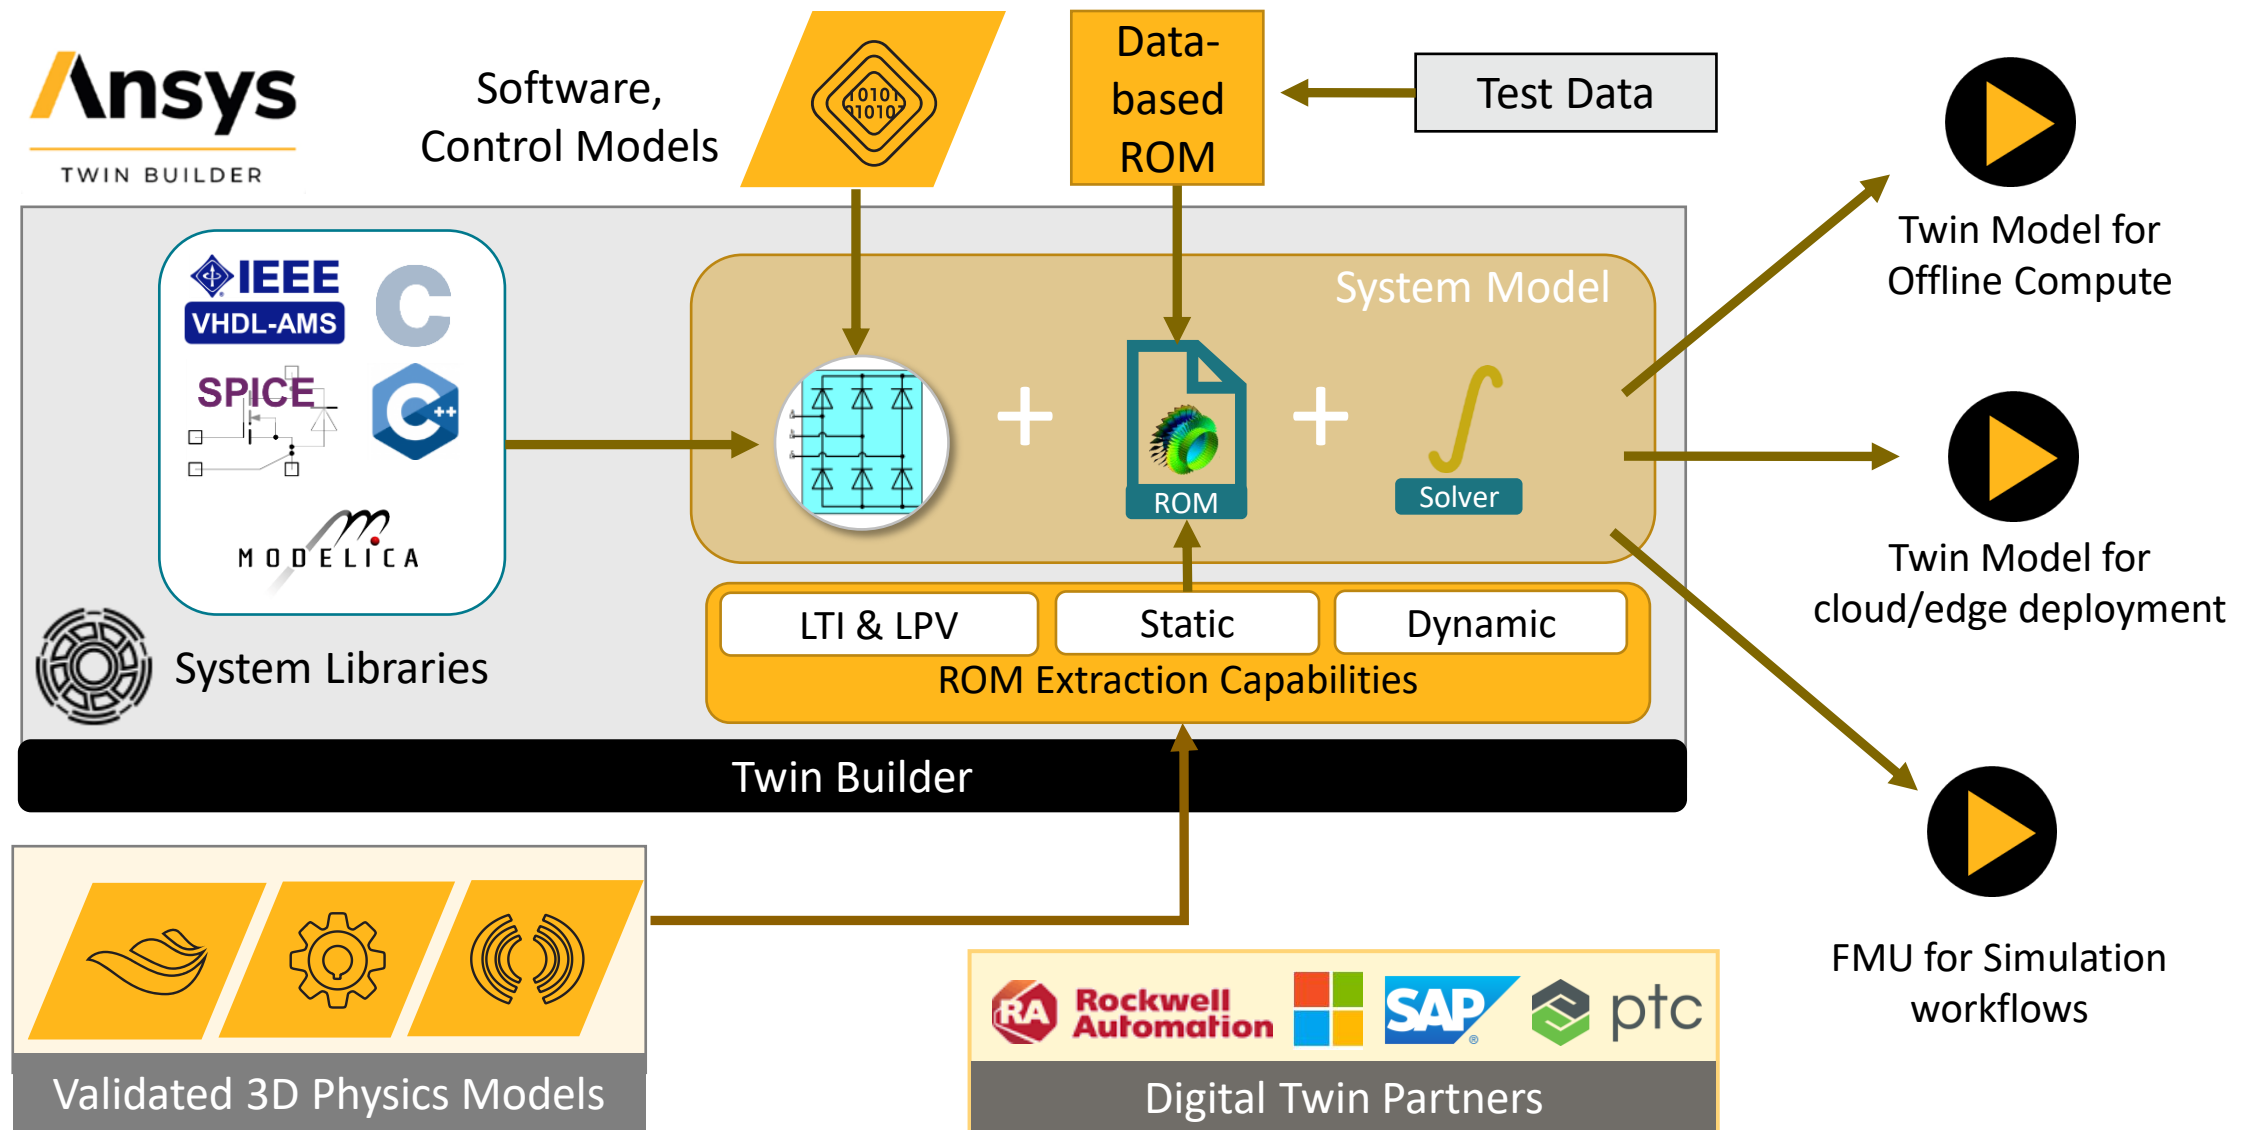 Ansys
TWIN BUILDER
Software,
Control Models
10101
01010
Data-
based
ROM
Test Data
IEEE
VHDL-AMS
C
SPICE
C++
MODELICA
System Libraries
System Model
ROM
Solver
LTI & LPV
Static
Dynamic
ROM Extraction Capabilities
Twin Builder
Twin Model for
Offline Compute
Twin Model for
cloud/edge deployment
FMU for Simulation
workflows
Validated 3D Physics Models
RA
Rockwell
Automation
SAP
®
ptc
Digital Twin Partners